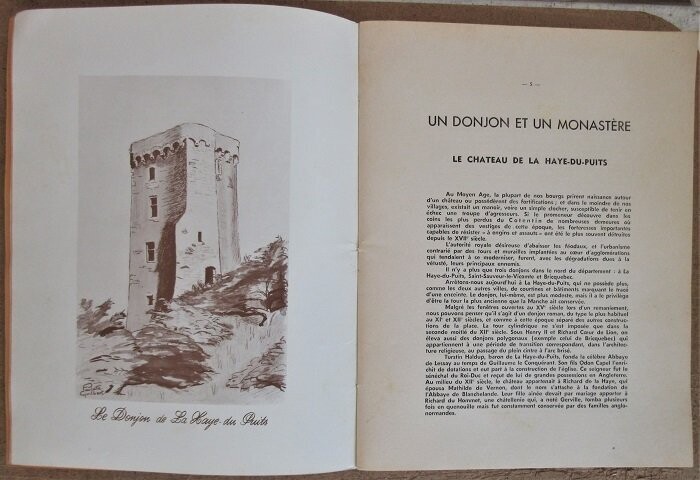 Le Donjon de La Haye-du-Puits
— 5 —
UN DONJON ET UN MONASTÈRE
LE CHATEAU DE LA HAYE-DU-PUITS
Au Moyen Age, la plupart de nos bourgs prirent naissance autour
d'un château ou possédèrent des fortifications ; et dans le moindre de nos
villages, existait un manoir, voire un simple clocher, susceptible de tenir en
échec une troupe d'agresseurs. Si le promeneur découvre dans les
coins les plus perdus du Cotentin de nombreuses demeures où
apparaissent des vestiges de cette époque, les forteresses importantes
capables de résister « à engins et assaut » ont été le plus souvent détruites
depuis le XVIIᵉ siècle.
L'autorité royale désireuse d'abaisser les féodaux, et l'urbanisme
contrarié par des tours et murailles implantées au cœur d'agglomérations
qui tendaient à se moderniser, furent, avec les dégradations dues à la
vétusté, leurs principaux ennemis.
Il n'y a plus que trois donjons dans le nord du département : à La
Haye-du-Puits, Saint-Sauveur-le-Vicomte et Bricquebec.
Arrêtons-nous aujourd'hui à La Haye-du-Puits, qui ne possède plus,
comme les deux autres villes, de courtines et bâtiments marquant le tracé
d'une enceinte. Le donjon, lui-même, est plus modeste, mais il a le privilège
d'être la tour la plus ancienne que la Manche ait conservée.
Malgré les fenêtres ouvertes au XVᵉ siècle lors d'un remaniement,
nous pouvons penser qu'il s'agit d'un donjon roman, du type le plus habituel
au XIᵉ et XIIᵉ siècles, et comme à cette époque séparé des autres construc-
tions de la place. La tour cylindrique ne s'est imposée que dans la
seconde moitié du XIIᵉ siècle. Sous Henry II et Richard Cœur de Lion, on
éleva aussi des donjons polygonaux (exemple celui de Bricquebec) qui
appartiennent à une période de transition correspondant, dans l'architec-
ture religieuse, au passage du plein cintre à l'arc brisé.
Turstin Haldup, baron de La Haye-du-Puits, fonda la célèbre Abbaye
de Lessay au temps de Guillaume le Conquérant. Son fils Odon Capel l'enri-
chit de dotations et eut part à la construction de l'église. Ce seigneur fut le
sénéchal du Roi-Duc et reçut de lui de grandes possessions en Angleterre.
Au milieu du XIIᵉ siècle, le château appartenait à Richard de la Haye, qui
épousa Mathilde de Vernon, dont le nom s'attache à la fondation de
l'Abbaye de Blanchelande. Leur fille aînée devait par mariage apporter à
Richard du Hommet, une châtellenie qui, a noté Gerville, tomba plusieurs
fois en quenouille mais fut constamment conservée par des familles anglo-
normandes.